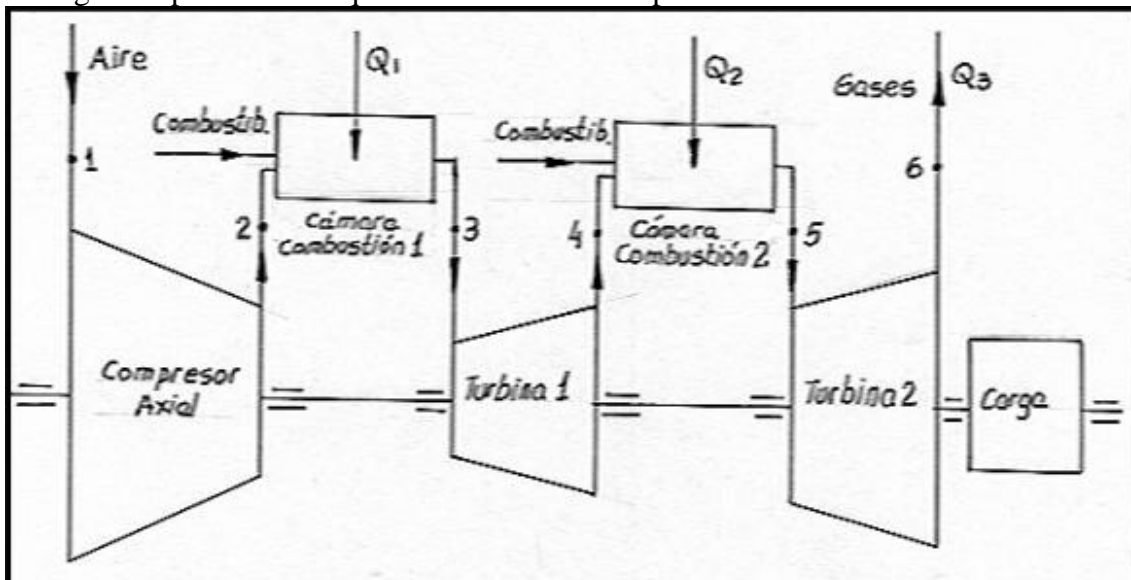 Aire
Q1
Q2
Gases
Q3
Combustib.
Combustib.
1
6
2
Cámara
Combustión 1
3
4
Cámara
Combustión 2
5
Compresor
Axial
Turbina 1
Turbina 2
Carga